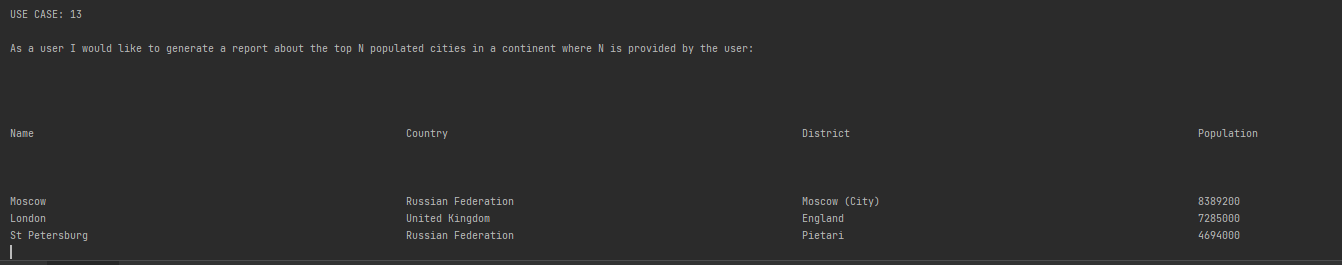 USE CASE: 13
As a user I would like to generate a report about the top N populated cities in a continent where N is provided by the user:
Name Country District Population
Moscow Russian Federation Moscow (City) 8389200
London United Kingdom England 7285000
St Petersburg Russian Federation Pietari 4694000